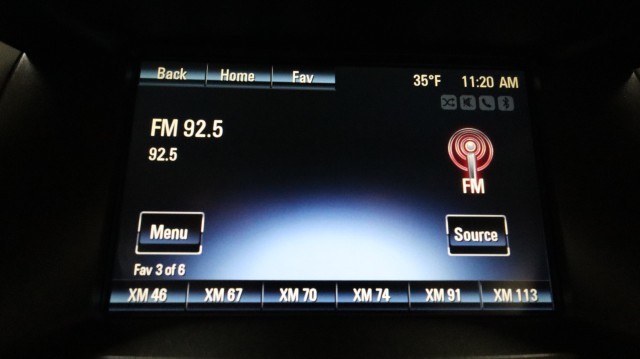 Back Home Fav
35°F 11:20 AM
FM 92.5
92.5
FM
Menu
Source
Fav 3 of 6
XM 46 XM 67 XM 70 XM 74 XM 91 XM 113